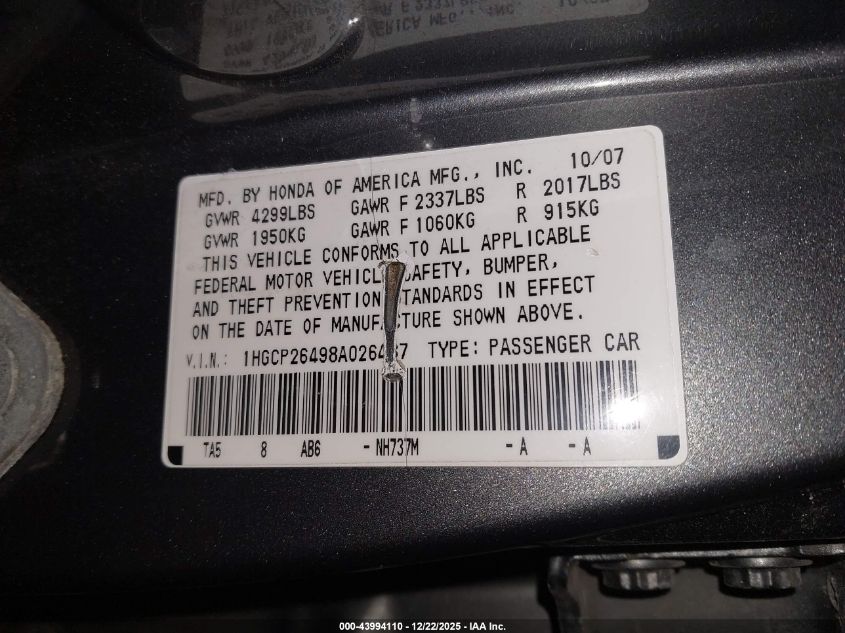 MFD. BY HONDA OF AMERICA MFG., INC. 10/07
GVWR 4299LBS GAWR F 2337LBS R 2017LBS
GVWR 1950KG GAWR F 1060KG R 915KG
THIS VEHICLE CONFORMS TO ALL APPLICABLE
FEDERAL MOTOR VEHICLE SAFETY, BUMPER,
AND THEFT PREVENTION STANDARDS IN EFFECT
ON THE DATE OF MANUFACTURE SHOWN ABOVE.
V.I.N.: TYPE: PASSENGER CAR
TA5 8 AB6 - NH737M - A - A
000-43994110 - 12/22/2025 - IAA Inc.